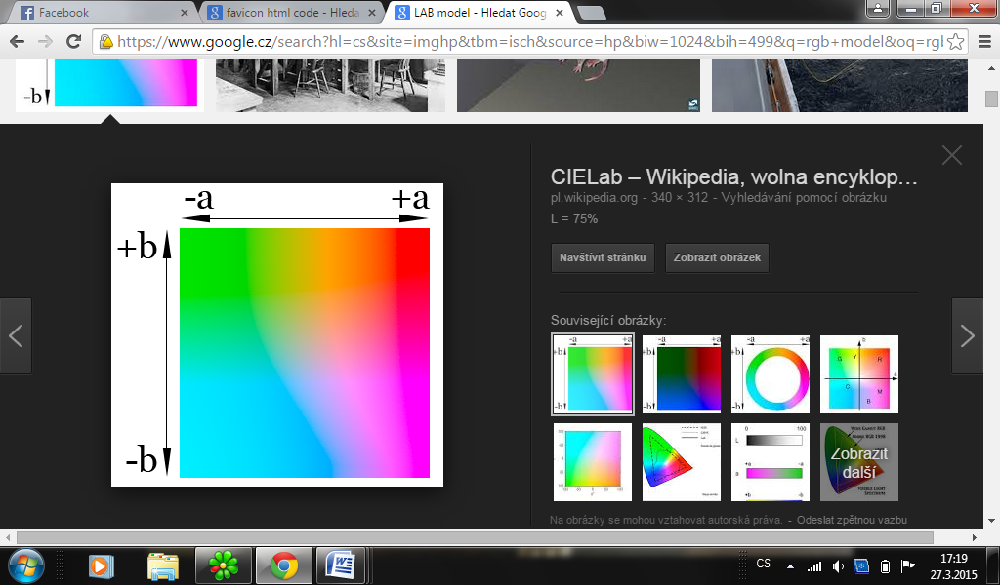 Facebook
favicon html code - Hleda
LAB model - Hledat Goog
https://www.google.cz/search?hl=cs&site=imghp&tbm=isch&source=hp&biw=1024&bih=499&q=rgb+model&oq=rgl
-b
-a
+a
+b
-b
CIELab – Wikipedia, wolna encyklop…
pl.wikipedia.org - 340 × 312 - Vyhledávání pomocí obrázku
L = 75%
Navštívit stránku
Zobrazit obrázek
Související obrázky:
-a +a
+b
-b
-a +a
+b
-b
-a +a
+b
-b
b
G Y R
a
C M
B
0 100
L
+a -a
a
+b -b
Zobrazit
další
Na obrázky se mohou vztahovat autorská práva. - Odeslat zpětnou vazbu
CS
17:19
27.3.2015